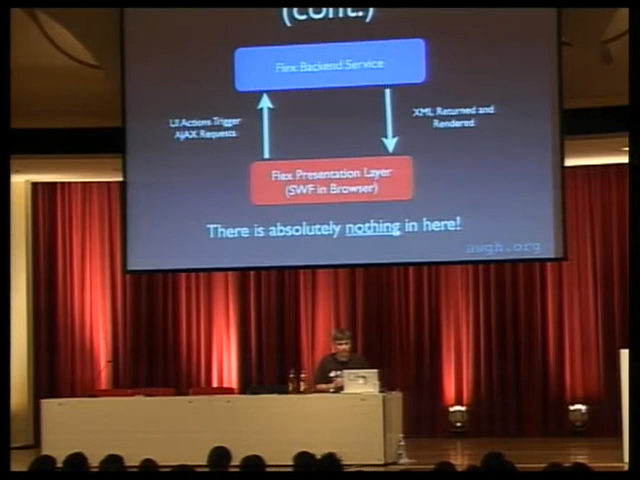 (cont.)
Flex Backend Service
UI Actions Trigger
AJAX Requests
XML Returned and
Rendered
Flex Presentation Layer
(SWF in Browser)
There is absolutely nothing in here!
awgh.org